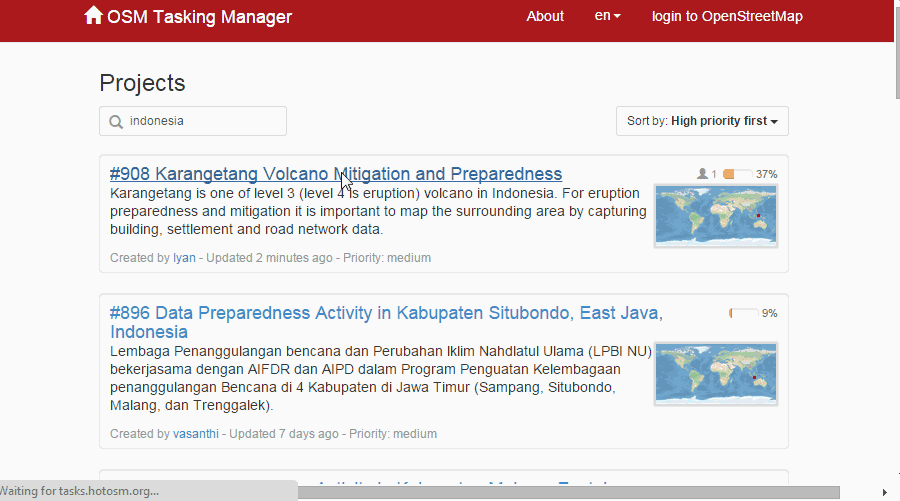 OSM Tasking Manager
About
en
login to OpenStreetMap
Projects
indonesia
Sort by: High priority first
#908 Karangetang Volcano Mitigation and Preparedness
1
37%
Karangetang is one of level 3 (level 4 is eruption) volcano in Indonesia. For eruption
preparedness and mitigation it is important to map the surrounding area by capturing
building, settlement and road network data.
Created by Iyan - Updated 2 minutes ago - Priority: medium
#896 Data Preparedness Activity in Kabupaten Situbondo, East Java,
Indonesia
9%
Lembaga Penanggulangan bencana dan Perubahan Iklim Nahdlatul Ulama (LPBI NU)
bekerjasama dengan AIFDR dan AIPD dalam Program Penguatan Kelembagaan
penanggulangan Bencana di 4 Kabupaten di Jawa Timur (Sampang, Situbondo,
Malang, dan Trenggalek).
Created by vasanthi - Updated 7 days ago - Priority: medium
Waiting for tasks.hotosm.org...